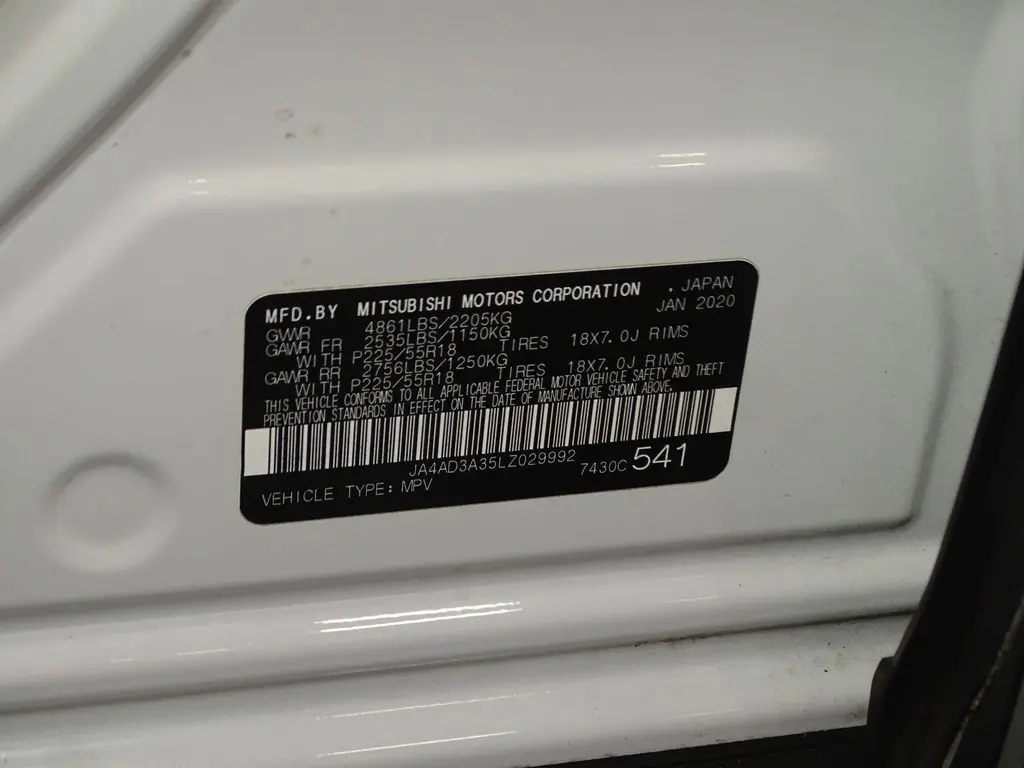 MFD.BY MITSUBISHI MOTORS CORPORATION . JAPAN
JAN 2020
GVWR 4861LBS/2205KG
GAWR FR 2535LBS/1150KG
WITH P225/55R18 TIRES 18X7.0J RIMS
GAWR RR 2756LBS/1250KG
WITH P225/55R18 TIRES 18X7.0J RIMS
THIS VEHICLE CONFORMS TO ALL APPLICABLE FEDERAL MOTOR VEHICLE SAFETY AND THEFT
PREVENTION STANDARDS IN EFFECT ON THE DATE OF MANUFACTURE SHOWN ABOVE.
JA4AD3A35LZ029992 7430C 541
VEHICLE TYPE: MPV